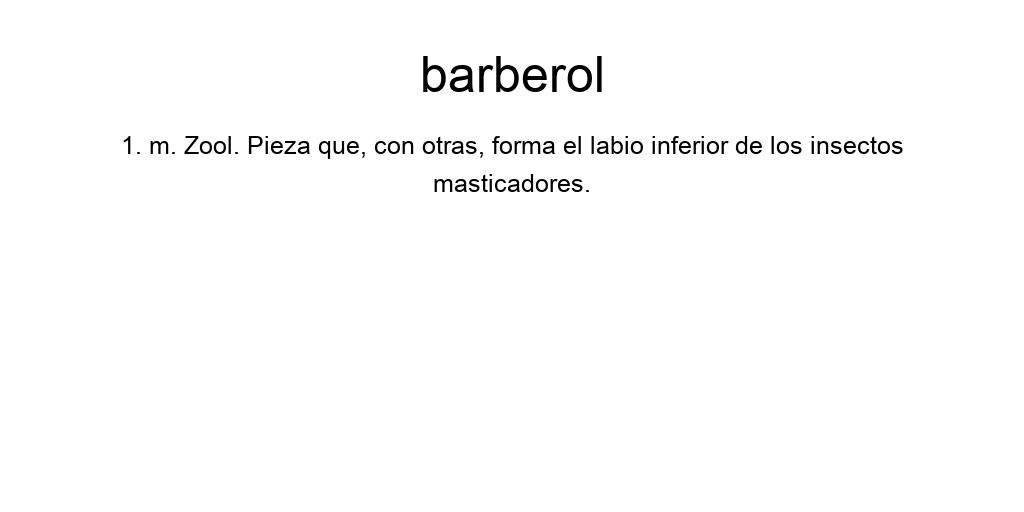 barberol
1. m. Zool. Pieza que, con otras, forma el labio inferior de los insectos
masticadores.